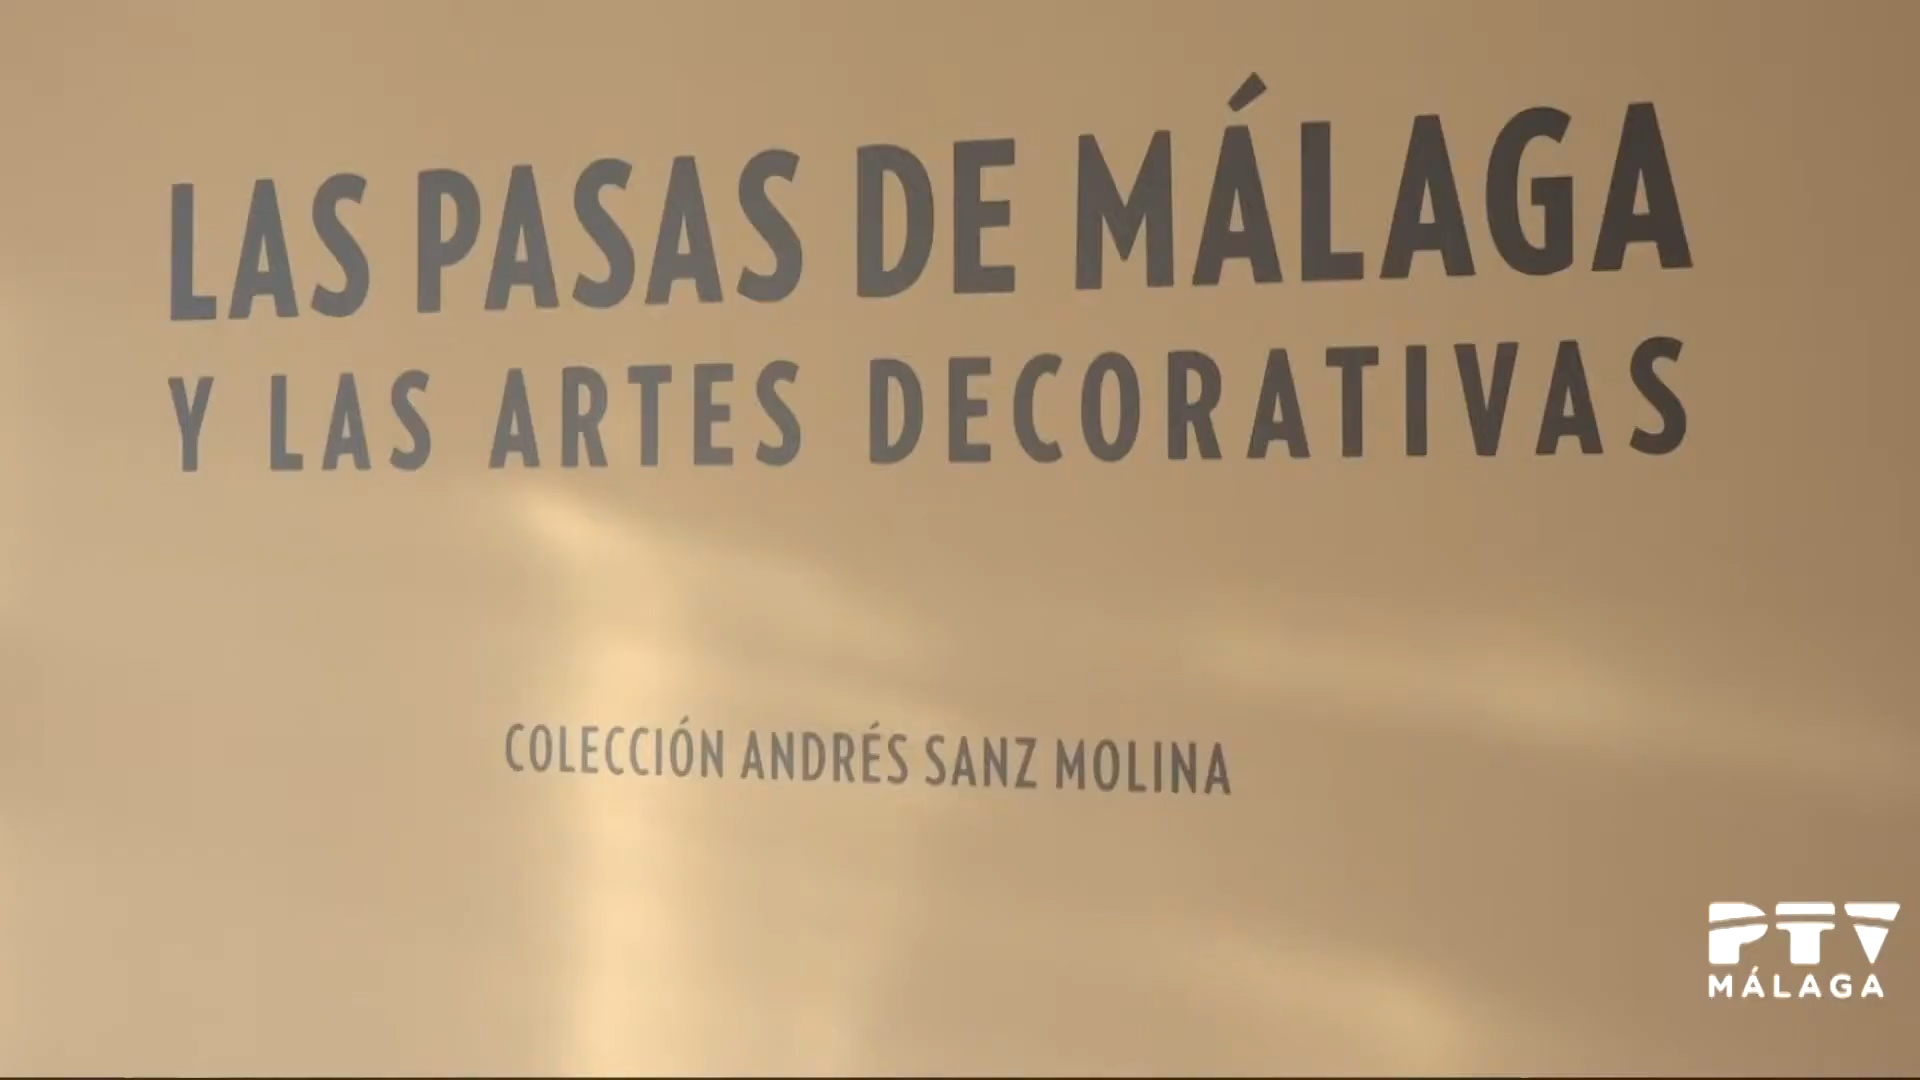 LAS PASAS DE MÁLAGA
Y LAS ARTES DECORATIVAS
COLECCIÓN ANDRÉS SANZ MOLINA
PTV
MÁLAGA